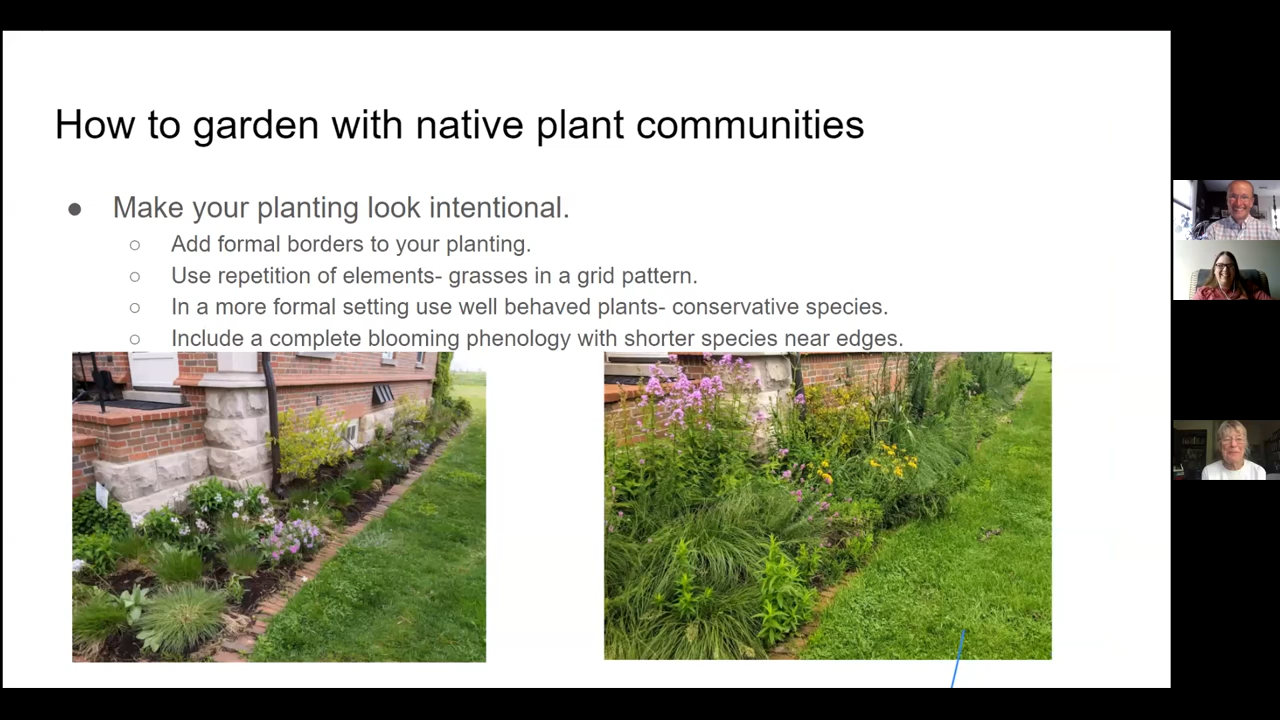 How to garden with native plant communities
● Make your planting look intentional.
○ Add formal borders to your planting.
○ Use repetition of elements- grasses in a grid pattern.
○ In a more formal setting use well behaved plants- conservative species.
○ Include a complete blooming phenology with shorter species near edges.